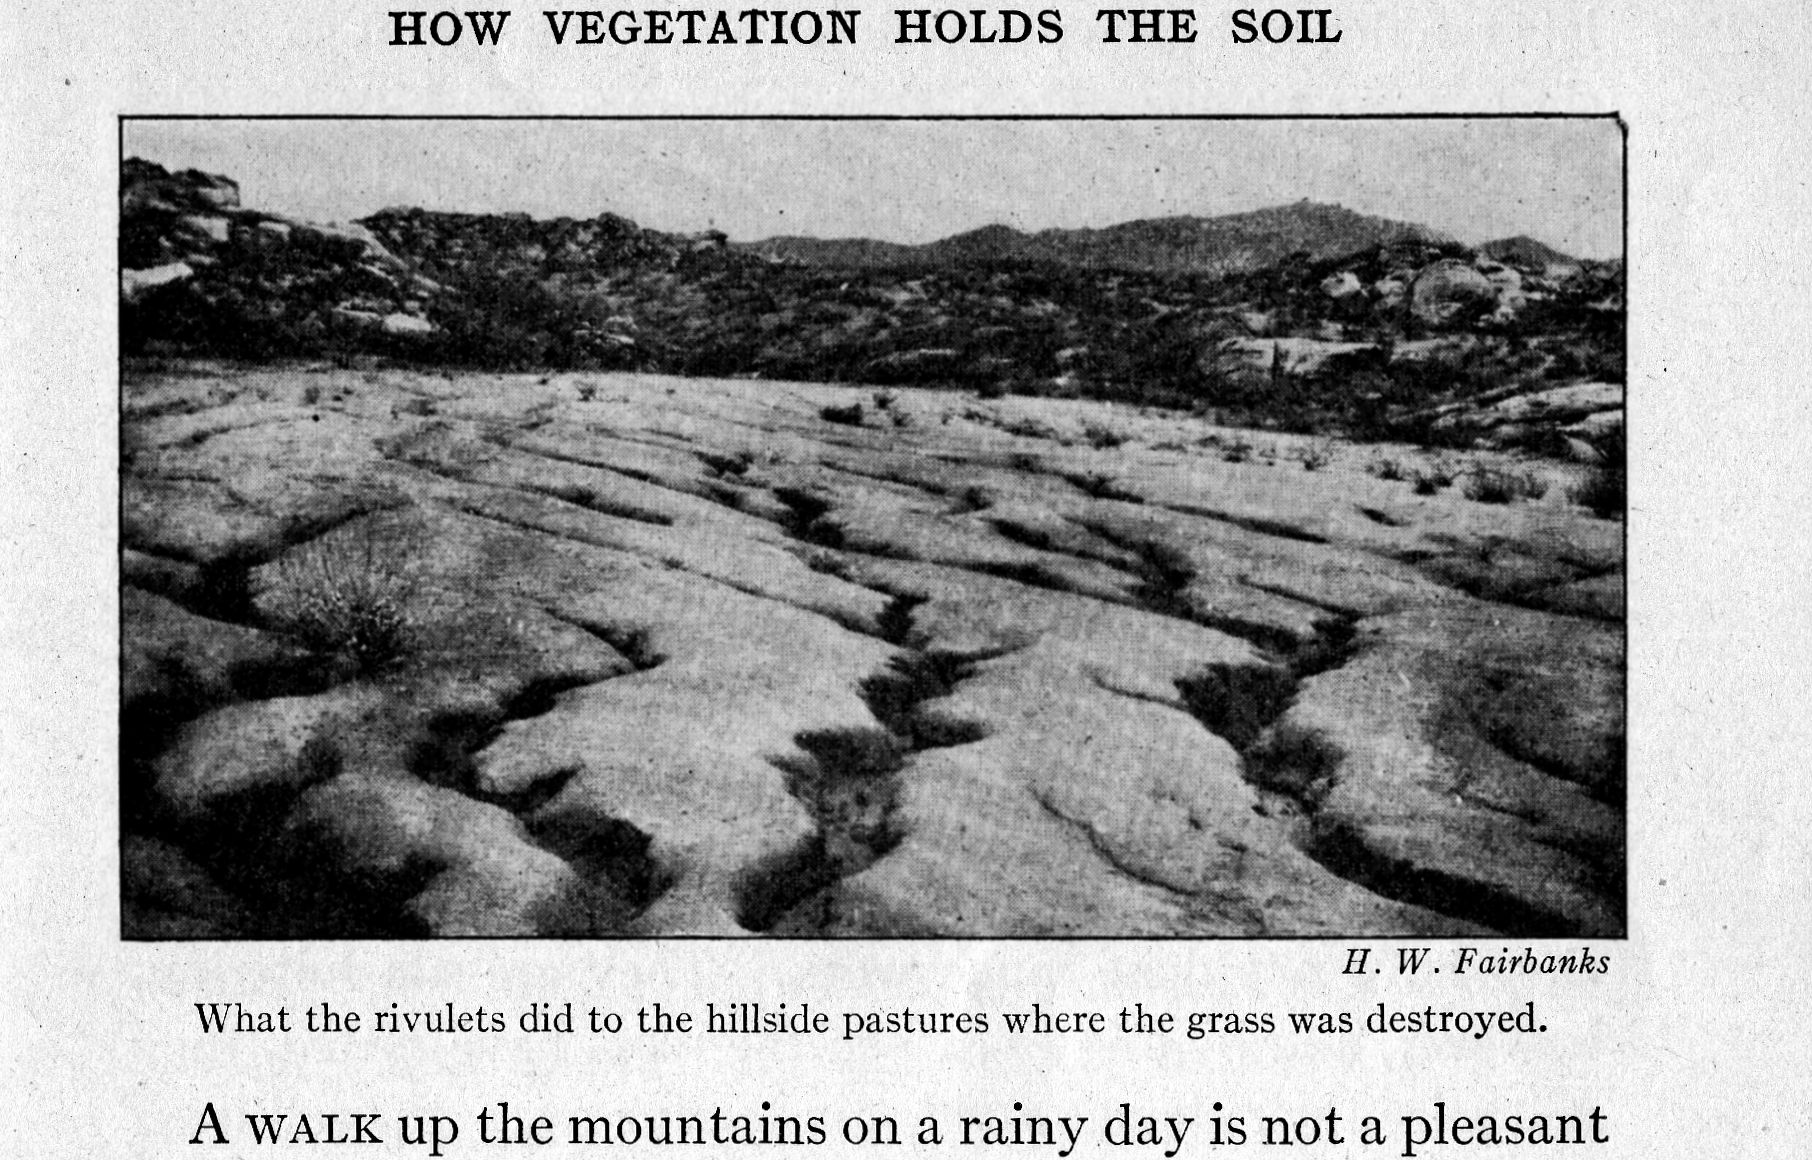 HOW VEGETATION HOLDS THE SOIL
H. W. Fairbanks
What the rivulets did to the hillside pastures where the grass was destroyed.
A WALK up the mountains on a rainy day is not a pleasant